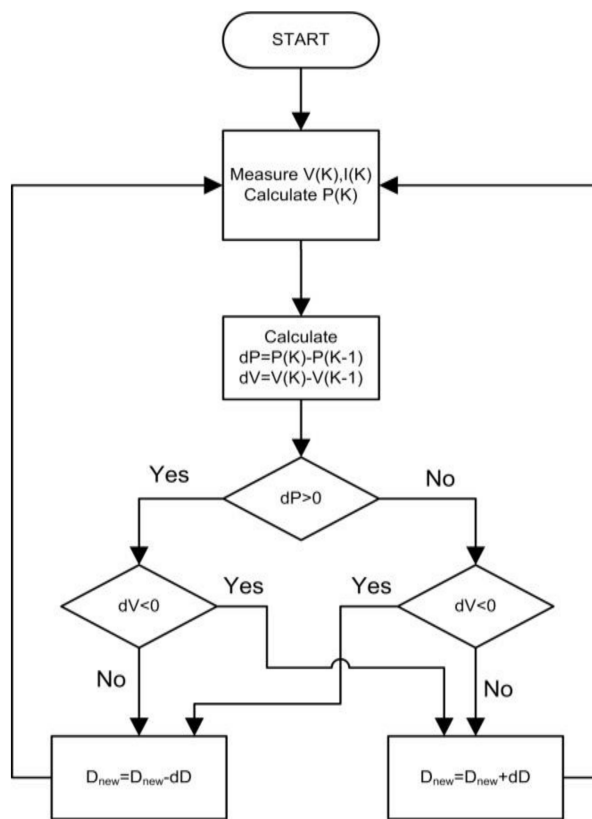 START
Measure V(K),I(K)
Calculate P(K)
Calculate
dP=P(K)-P(K-1)
dV=V(K)-V(K-1)
Yes
dP>0
No
dV<0
Yes
Yes
dV<0
No
No
Dnew=Dnew-dD
Dnew=Dnew+dD